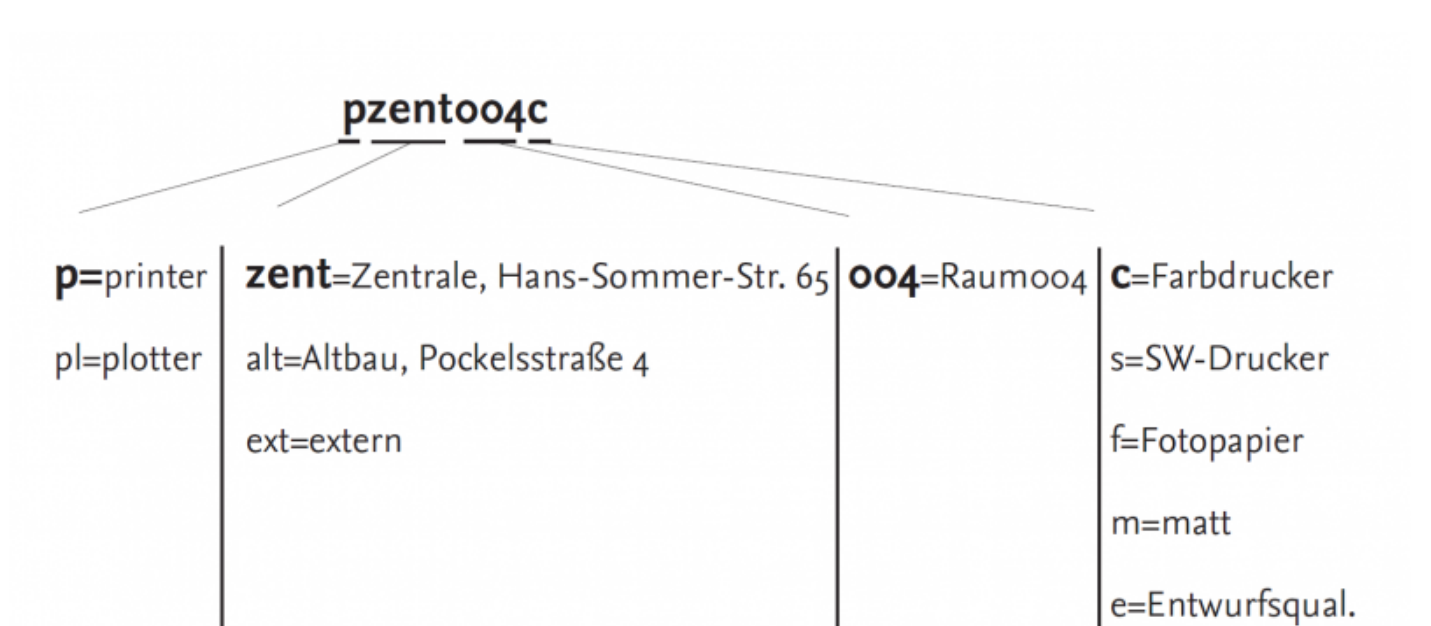 pzent004c
p=printer
pl=plotter
zent=Zentrale, Hans-Sommer-Str. 65
alt=Altbau, Pockelsstraße 4
ext=extern
004=Raum004
c=Farbdrucker
s=SW-Drucker
f=Fotopapier
m=matt
e=Entwurfsqual.